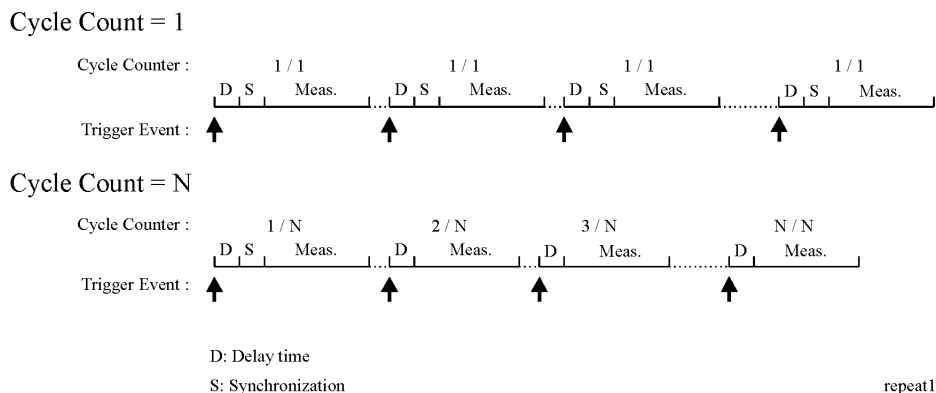 Cycle Count = 1
Cycle Counter : 1 / 1 1 / 1 1 / 1 1 / 1
D S Meas. D S Meas. D S Meas. D S Meas.
Trigger Event :
Cycle Count = N
Cycle Counter : 1 / N 2 / N 3 / N N / N
D S Meas. D Meas. D Meas. D Meas.
Trigger Event :
D: Delay time
S: Synchronization repeat1